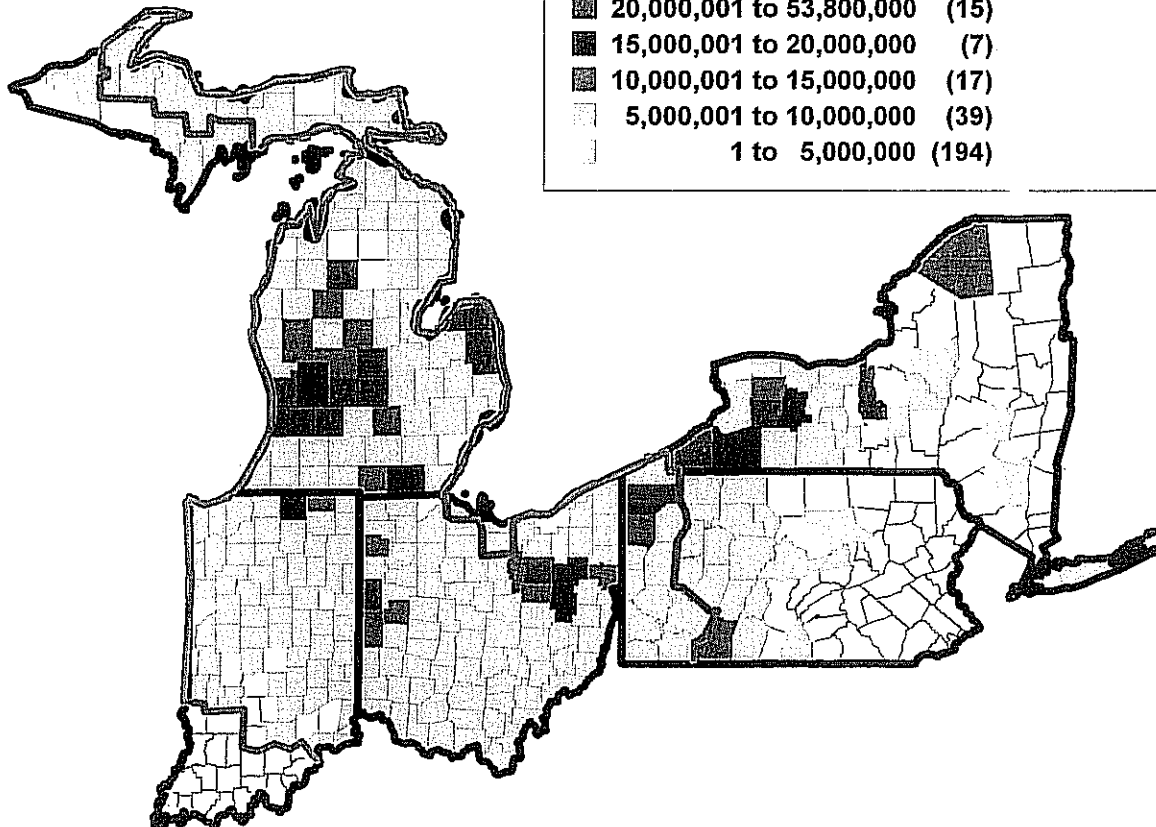 20,000,001 to 53,800,000 (15)
15,000,001 to 20,000,000 (7)
10,000,001 to 15,000,000 (17)
5,000,001 to 10,000,000 (39)
1 to 5,000,000 (194)